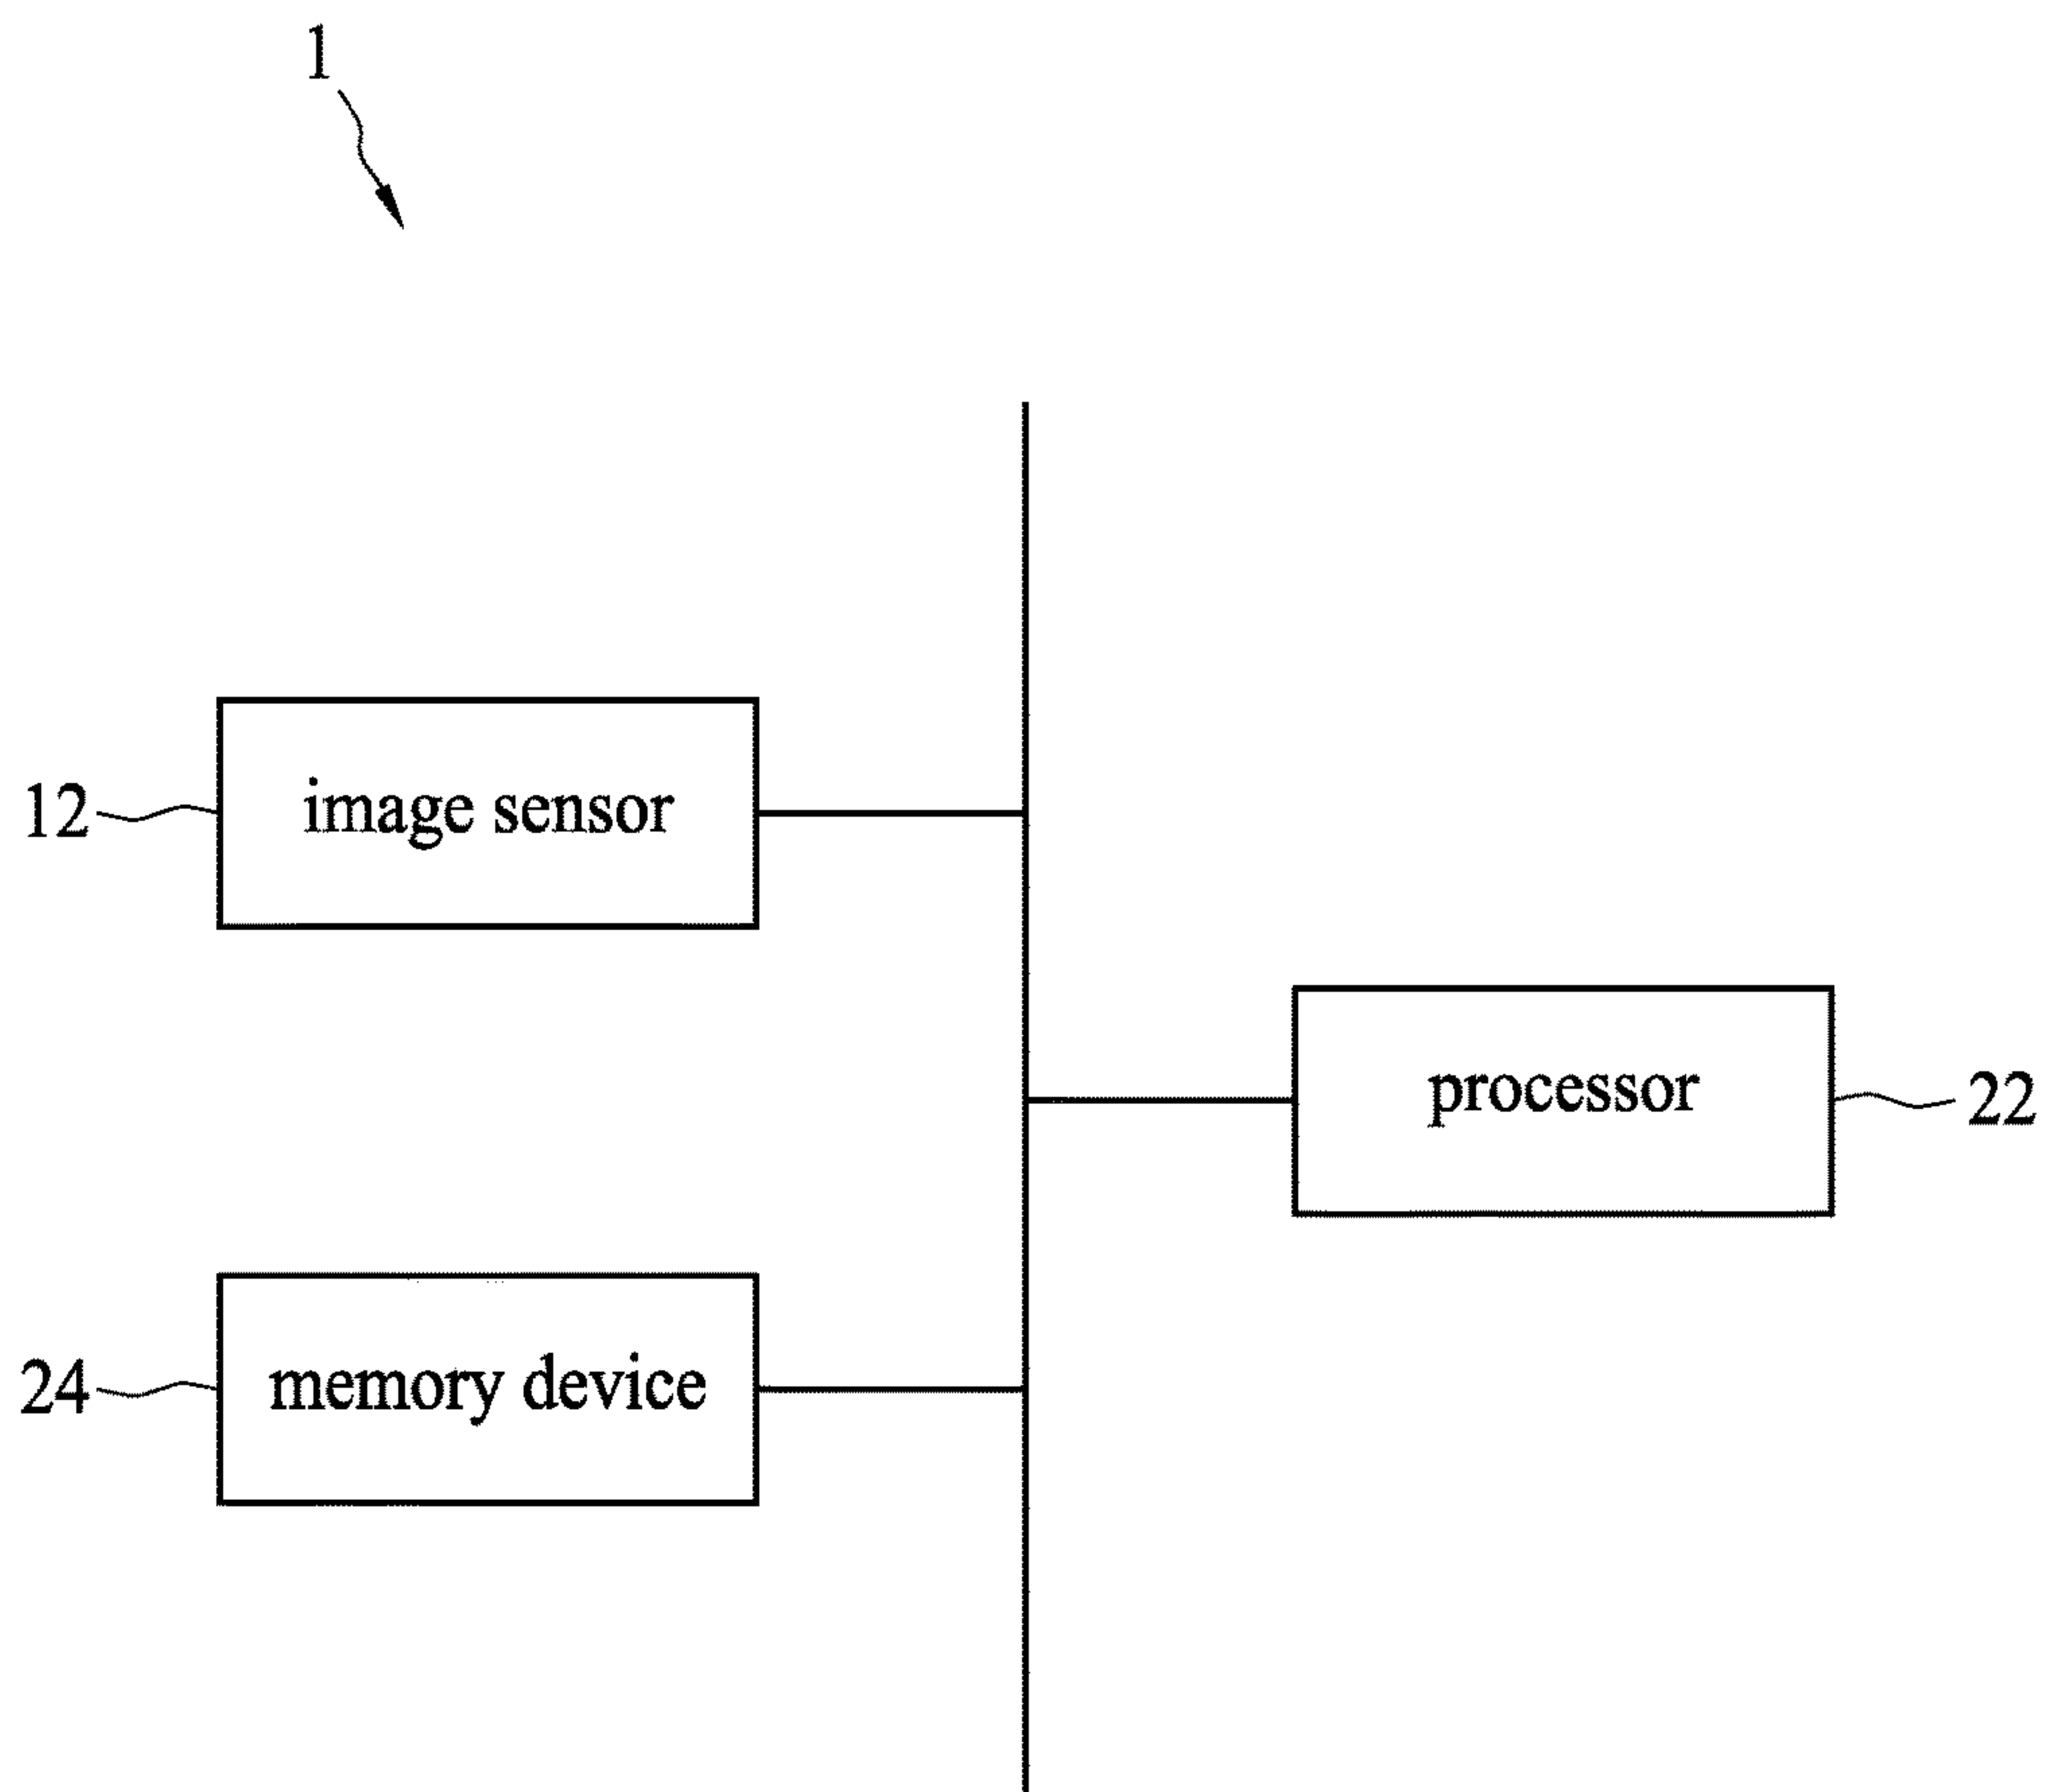 1
12
image sensor
processor
22
24
memory device